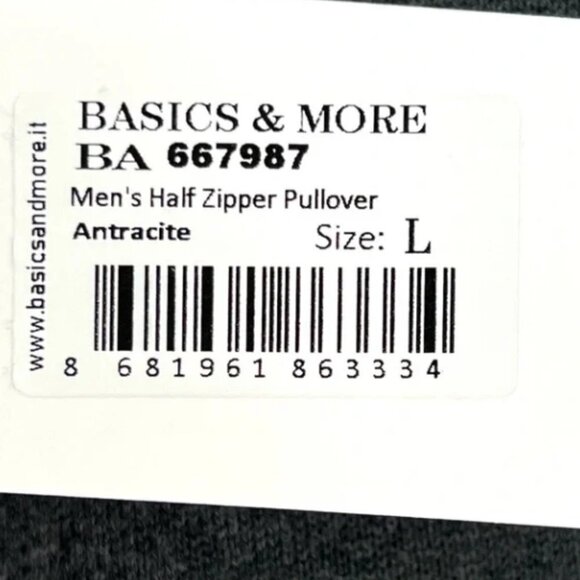 BASICS & MORE
BA 667987
Men's Half Zipper Pullover
Antracite Size: L
8 681961 863334
www.basicsandmore.it